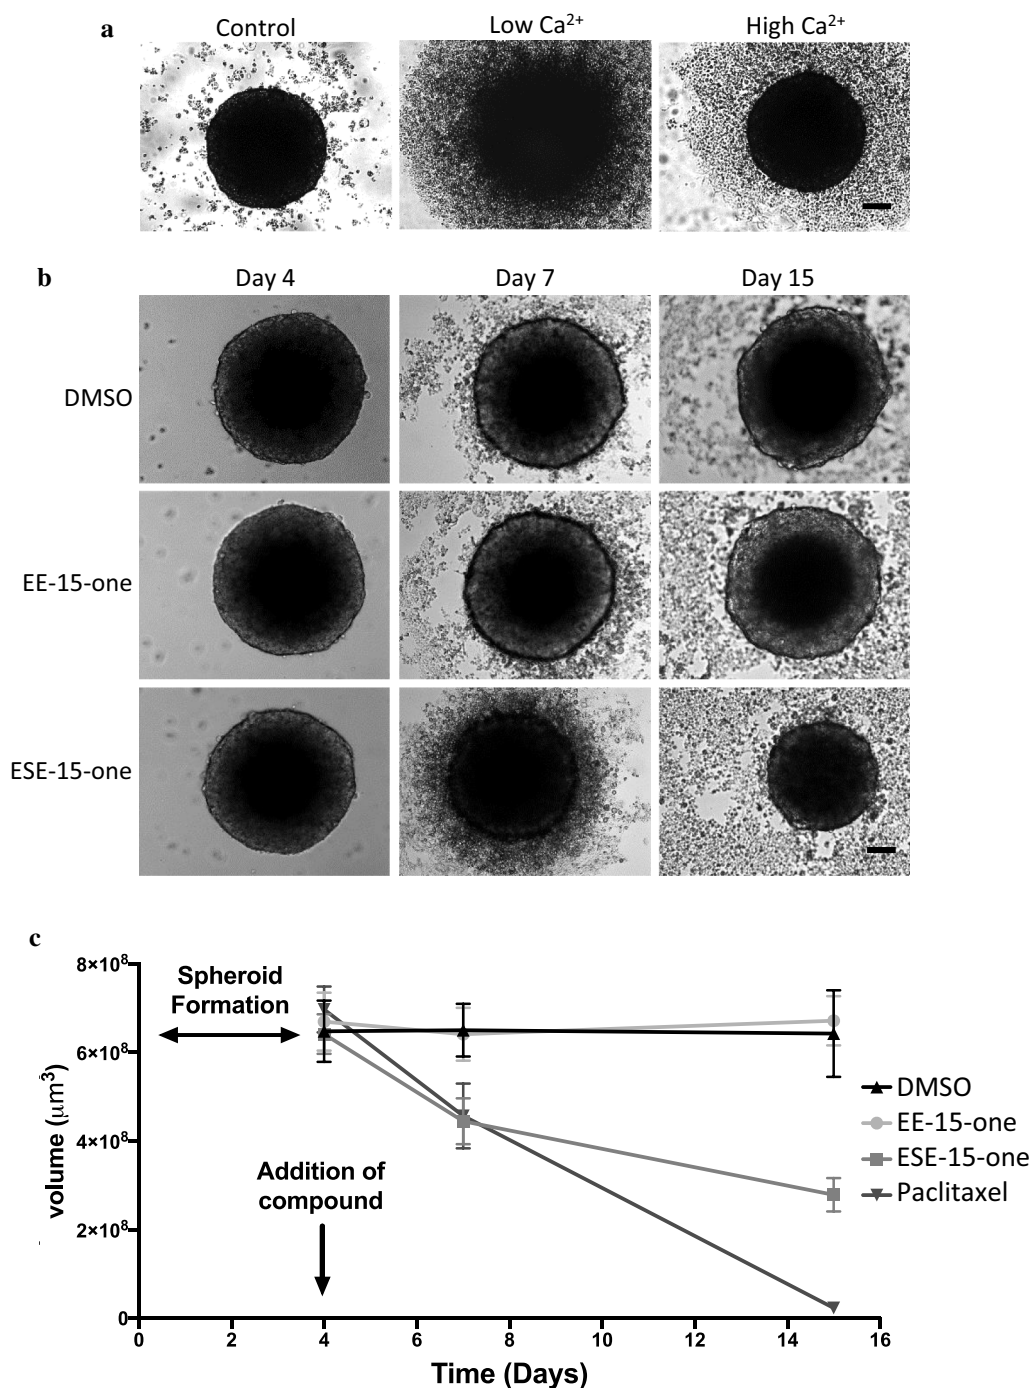 a
Control Low Ca²⁺ High Ca²⁺
b
Day 4 Day 7 Day 15
DMSO
EE-15-one
ESE-15-one
c
8×10⁸
Spheroid
Formation
6×10⁸
DMSO
EE-15-one
ESE-15-one
Paclitaxel
volume (μm³)
4×10⁸
Addition of
compound
2×10⁸
0
0 2 4 6 8 10 12 14 16
Time (Days)